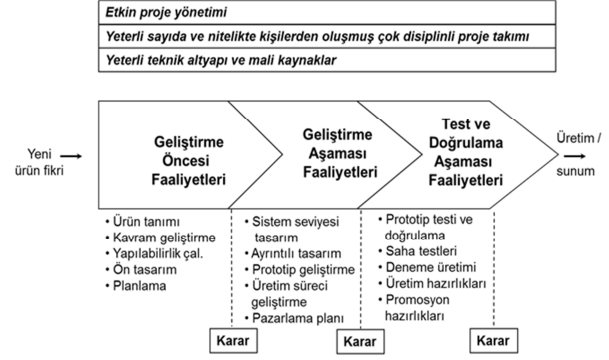 Etkin proje yönetimi
Yeterli sayıda ve nitelikte kişilerden oluşmuş çok disiplinli proje takımı
Yeterli teknik altyapı ve mali kaynaklar
Yeni
ürün fikri
Geliştirme
Öncesi
Faaliyetleri
Geliştirme
Aşaması
Faaliyetleri
Test ve
Doğrulama
Aşaması
Faaliyetleri
Üretim /
sunum
• Ürün tanımı
• Kavram geliştirme
• Yapılabilirlik çal.
• Ön tasarım
• Planlama
• Sistem seviyesi
tasarım
• Ayrıntılı tasarım
• Prototip geliştirme
• Üretim süreci
geliştirme
• Pazarlama planı
• Prototip testi ve
doğrulama
• Saha testleri
• Deneme üretimi
• Üretim hazırlıkları
• Promosyon
hazırlıkları
Karar
Karar
Karar